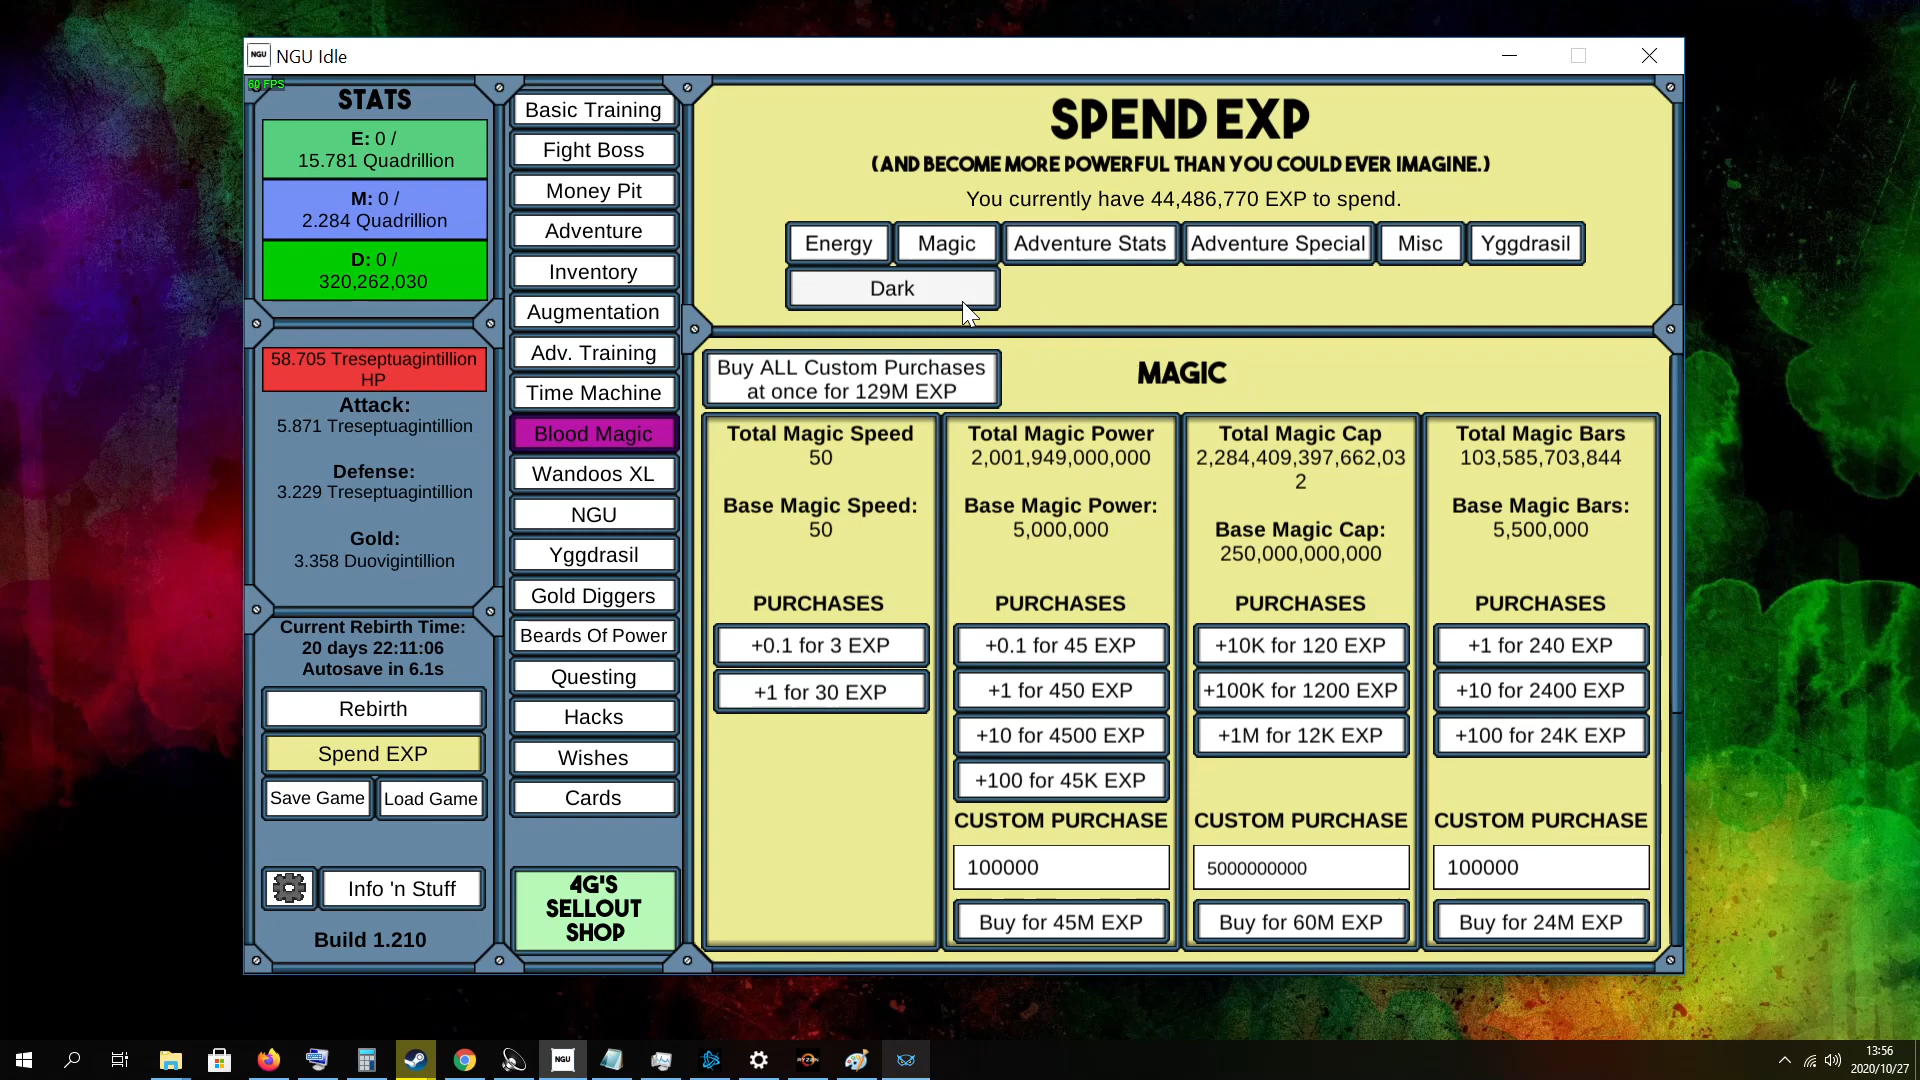 NGU NGU Idle
60 FPS
STATS
E: 0 /
15.781 Quadrillion
M: 0 /
2.284 Quadrillion
D: 0 /
320,262,030
58.705 Treseptuagintillion
HP
Attack:
5.871 Treseptuagintillion
Defense:
3.229 Treseptuagintillion
Gold:
3.358 Duovigintillion
Current Rebirth Time:
20 days 22:11:06
Autosave in 6.1s
Rebirth
Spend EXP
Save Game Load Game
Info 'n Stuff
Build 1.210
Basic Training
Fight Boss
Money Pit
Adventure
Inventory
Augmentation
Adv. Training
Time Machine
Blood Magic
Wandoos XL
NGU
Yggdrasil
Gold Diggers
Beards Of Power
Questing
Hacks
Wishes
Cards
4G'S
SELLOUT
SHOP
SPEND EXP
(AND BECOME MORE POWERFUL THAN YOU COULD EVER IMAGINE.)
You currently have 44,486,770 EXP to spend.
Energy Magic Adventure Stats Adventure Special Misc Yggdrasil
Dark
Buy ALL Custom Purchases
at once for 129M EXP
MAGIC
Total Magic Speed
50
Base Magic Speed:
50
PURCHASES
+0.1 for 3 EXP
+1 for 30 EXP
Total Magic Power
2,001,949,000,000
Base Magic Power:
5,000,000
PURCHASES
+0.1 for 45 EXP
+1 for 450 EXP
+10 for 4500 EXP
+100 for 45K EXP
CUSTOM PURCHASE
100000
Buy for 45M EXP
Total Magic Cap
2,284,409,397,662,03
2
Base Magic Cap:
250,000,000,000
PURCHASES
+10K for 120 EXP
+100K for 1200 EXP
+1M for 12K EXP
CUSTOM PURCHASE
5000000000
Buy for 60M EXP
Total Magic Bars
103,585,703,844
Base Magic Bars:
5,500,000
PURCHASES
+1 for 240 EXP
+10 for 2400 EXP
+100 for 24K EXP
CUSTOM PURCHASE
100000
Buy for 24M EXP
NGU
RYZEN
13:56
2020/10/27